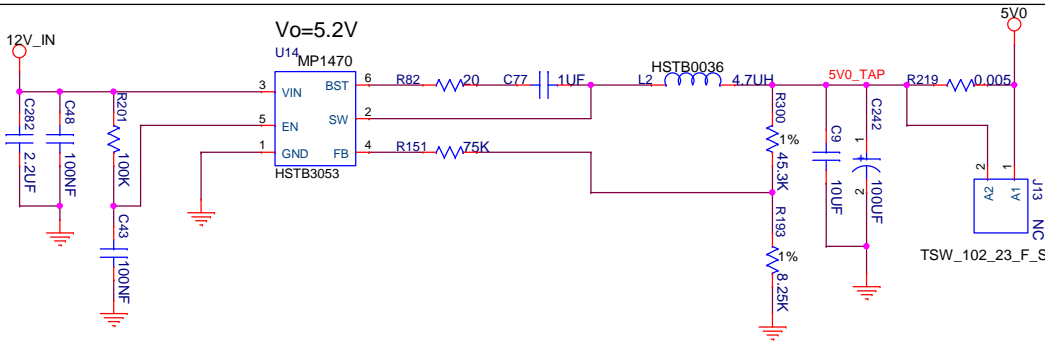 Vo=5.2V
5V0
12V_IN
U14
MP1470
HSTB0036
C282
2.2UF
C48
100NF
R201
100K
C43
100NF
3
VIN
5
EN
1
GND
BST
6
SW
2
FB
4
HSTB3053
R82
20
C77
1UF
L2
4.7UH
R151
75K
R300
1%
45.3K
R193
1%
8.25K
5V0_TAP
C9
10UF
C242
1
+
2
100UF
R219
0.005
2
1
A2
A1
J13
NC
TSW_102_23_F_S